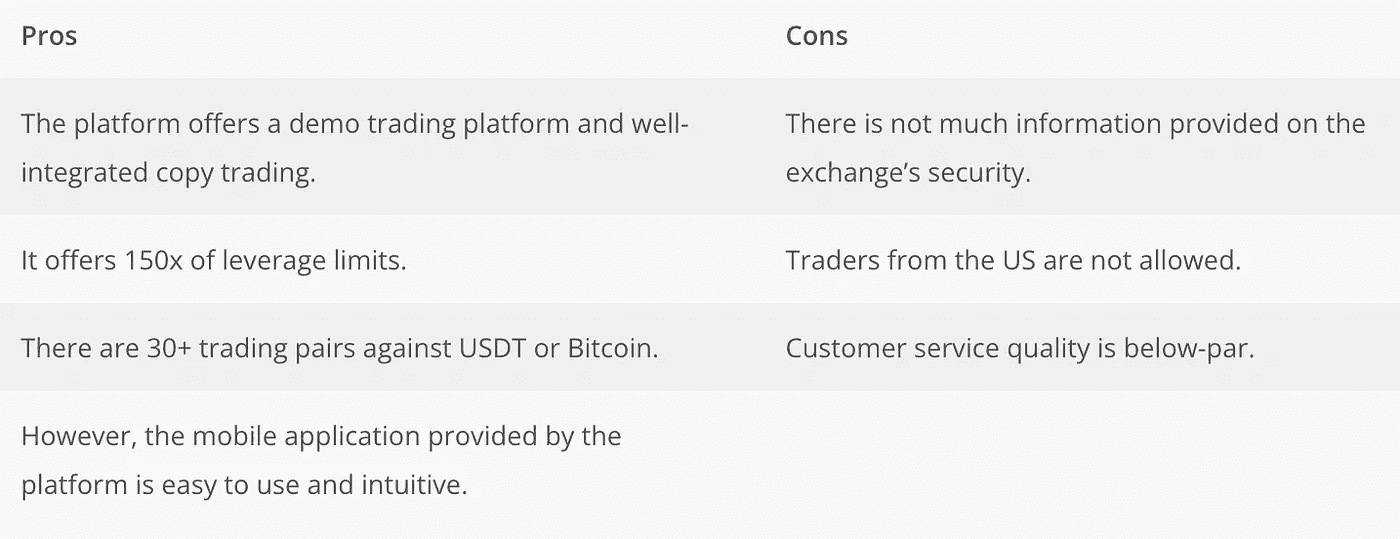 Pros
Cons
The platform offers a demo trading platform and well-
integrated copy trading.
There is not much information provided on the
exchange’s security.
It offers 150x of leverage limits.
Traders from the US are not allowed.
There are 30+ trading pairs against USDT or Bitcoin.
Customer service quality is below-par.
However, the mobile application provided by the
platform is easy to use and intuitive.